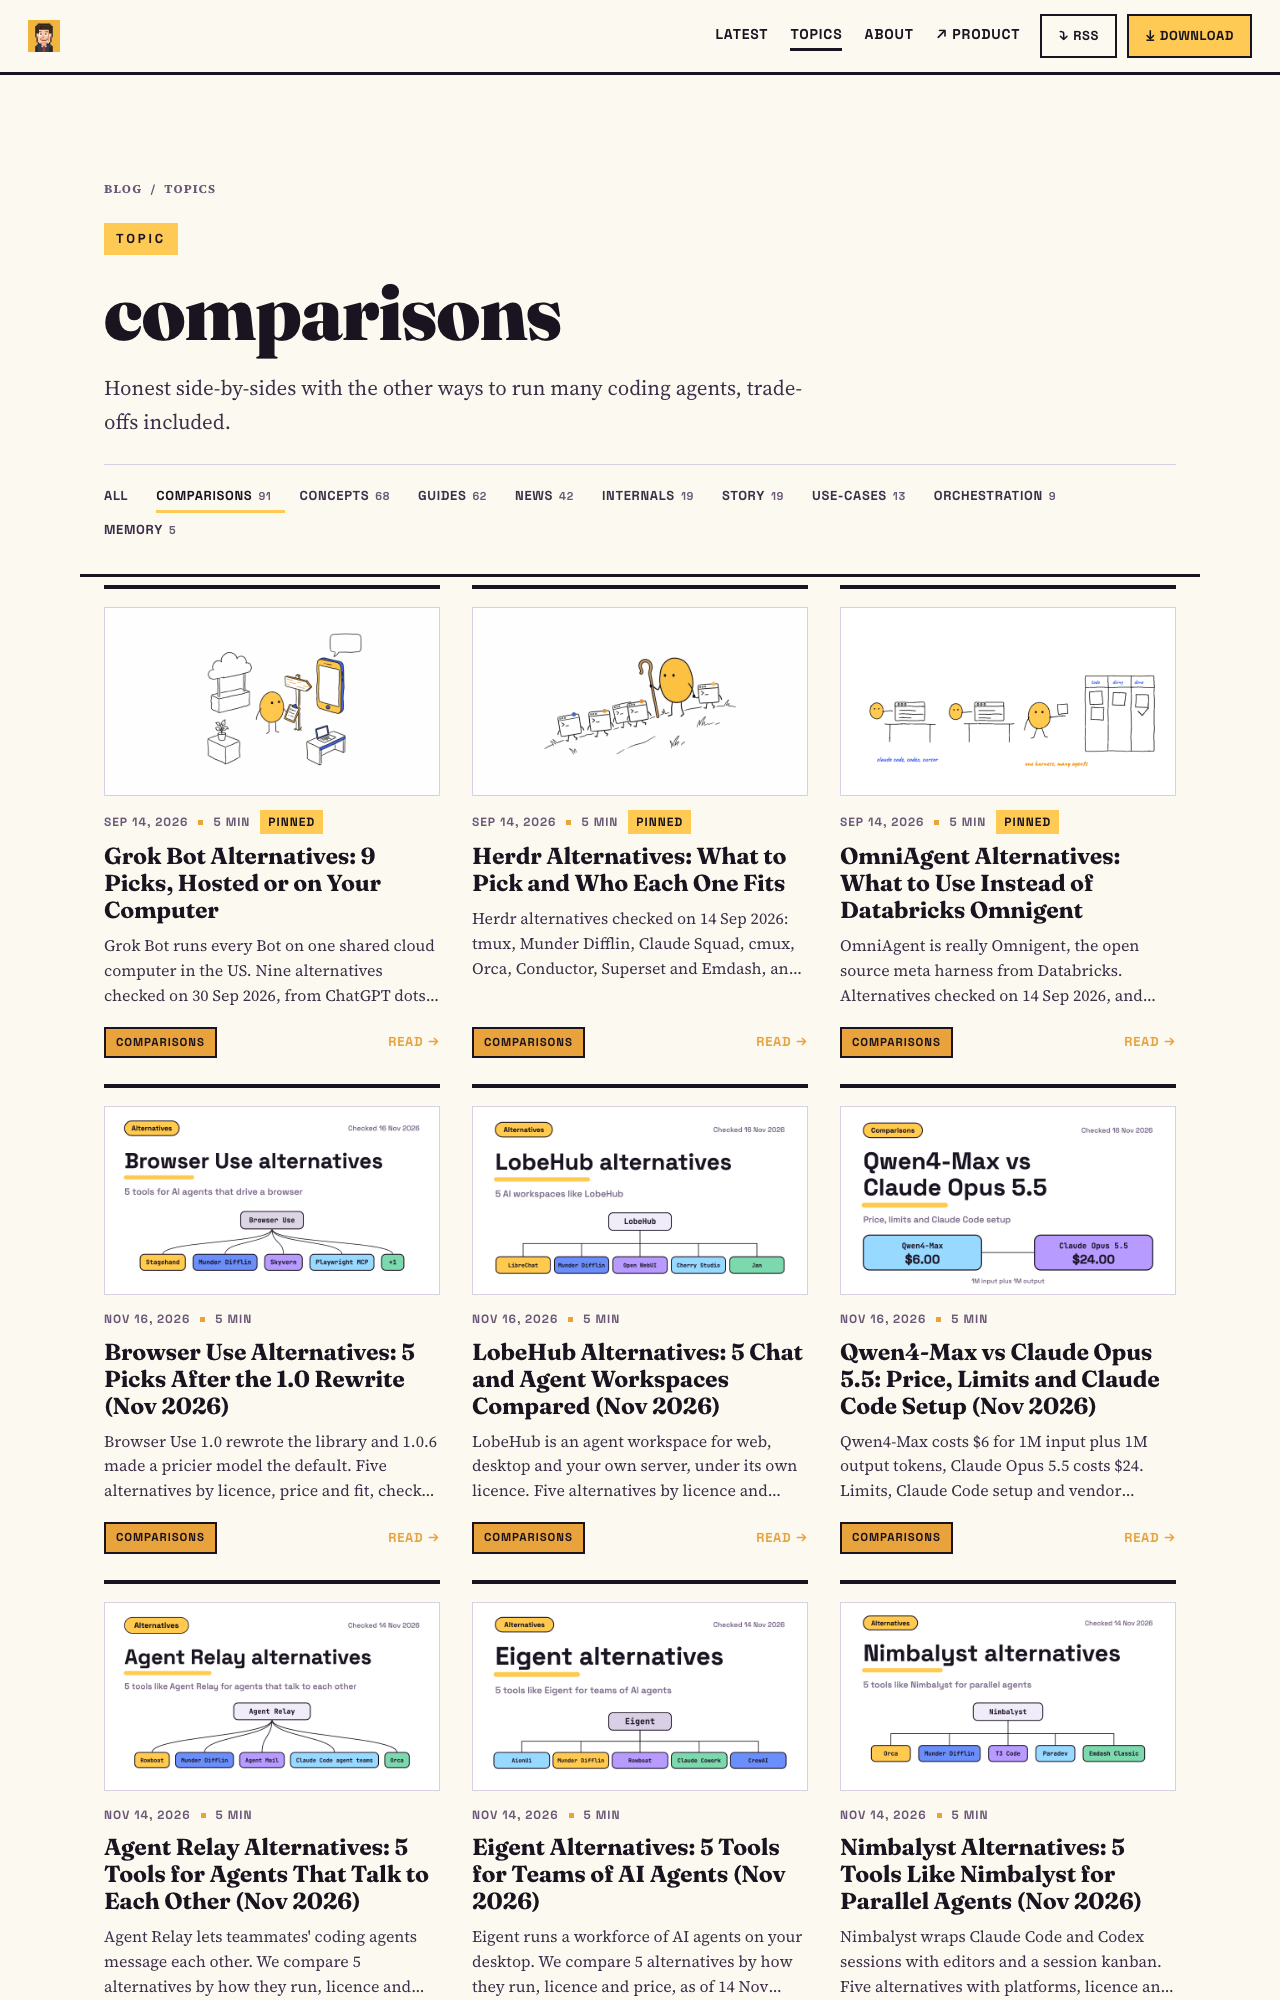 LATEST TOPICS ABOUT ↗ PRODUCT ⤵ RSS ⤓ DOWNLOAD
BLOG / TOPICS
TOPIC
comparisons
Honest side-by-sides with the other ways to run many coding agents, trade-
offs included.
ALL COMPARISONS 91 CONCEPTS 68 GUIDES 62 NEWS 42 INTERNALS 19 STORY 19 USE-CASES 13 ORCHESTRATION 9
MEMORY 5
claude code, codex, cursor
one harness, many agents
todo doing done
SEP 14, 2026 5 MIN PINNED
Grok Bot Alternatives: 9
Picks, Hosted or on Your
Computer
Grok Bot runs every Bot on one shared cloud
computer in the US. Nine alternatives
checked on 30 Sep 2026, from ChatGPT dots...
COMPARISONS READ →
SEP 14, 2026 5 MIN PINNED
Herdr Alternatives: What to
Pick and Who Each One Fits
Herdr alternatives checked on 14 Sep 2026:
tmux, Munder Difflin, Claude Squad, cmux,
Orca, Conductor, Superset and Emdash, an...
COMPARISONS READ →
SEP 14, 2026 5 MIN PINNED
OmniAgent Alternatives:
What to Use Instead of
Databricks Omnigent
OmniAgent is really Omnigent, the open
source meta harness from Databricks.
Alternatives checked on 14 Sep 2026, and...
COMPARISONS READ →
Alternatives Checked 16 Nov 2026
Browser Use alternatives
5 tools for AI agents that drive a browser
Browser Use
Stagehand Munder Difflin Skyvern Playwright MCP +1
NOV 16, 2026 5 MIN
Browser Use Alternatives: 5
Picks After the 1.0 Rewrite
(Nov 2026)
Browser Use 1.0 rewrote the library and 1.0.6
made a pricier model the default. Five
alternatives by licence, price and fit, check...
COMPARISONS READ →
Alternatives Checked 16 Nov 2026
LobeHub alternatives
5 AI workspaces like LobeHub
LobeHub
LibreChat Munder Difflin Open WebUI Cherry Studio Jan
NOV 16, 2026 5 MIN
LobeHub Alternatives: 5 Chat
and Agent Workspaces
Compared (Nov 2026)
LobeHub is an agent workspace for web,
desktop and your own server, under its own
licence. Five alternatives by licence and...
COMPARISONS READ →
Comparisons Checked 16 Nov 2026
Qwen4-Max vs
Claude Opus 5.5
Price, limits and Claude Code setup
Qwen4-Max Claude Opus 5.5
$6.00 $24.00
1M input plus 1M output
NOV 16, 2026 5 MIN
Qwen4-Max vs Claude Opus
5.5: Price, Limits and Claude
Code Setup (Nov 2026)
Qwen4-Max costs $6 for 1M input plus 1M
output tokens, Claude Opus 5.5 costs $24.
Limits, Claude Code setup and vendor...
COMPARISONS READ →
Alternatives Checked 14 Nov 2026
Agent Relay alternatives
5 tools like Agent Relay for agents that talk to each other
Agent Relay
Rowboat Munder Difflin Agent Mail Claude Code agent teams Orca
NOV 14, 2026 5 MIN
Agent Relay Alternatives: 5
Tools for Agents That Talk to
Each Other (Nov 2026)
Agent Relay lets teammates' coding agents
message each other. We compare 5
alternatives by how they run, licence and...
Alternatives Checked 14 Nov 2026
Eigent alternatives
5 tools like Eigent for teams of AI agents
Eigent
AionUi Munder Difflin Rowboat Claude Cowork CrewAI
NOV 14, 2026 5 MIN
Eigent Alternatives: 5 Tools
for Teams of AI Agents (Nov
2026)
Eigent runs a workforce of AI agents on your
desktop. We compare 5 alternatives by how
they run, licence and price, as of 14 Nov...
Alternatives Checked 14 Nov 2026
Nimbalyst alternatives
5 tools like Nimbalyst for parallel agents
Nimbalyst
Orca Munder Difflin T3 Code Paradev Emdash Classic
NOV 14, 2026 5 MIN
Nimbalyst Alternatives: 5
Tools Like Nimbalyst for
Parallel Agents (Nov 2026)
Nimbalyst wraps Claude Code and Codex
sessions with editors and a session kanban.
Five alternatives with platforms, licence an...